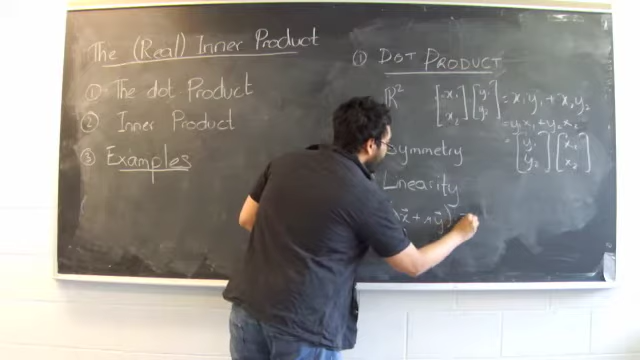 The (Real) Inner Product
① The dot Product
② Inner Product
③ Examples
① DOT PRODUCT
ℝ² [x₁ x₂] [y₁ y₂] = x₁y₁ + x₂y₂
= y₁x₁ + y₂x₂
= [y₁ y₂] [x₁ x₂]
Symmetry
Linearity
x⃗ + y⃗)